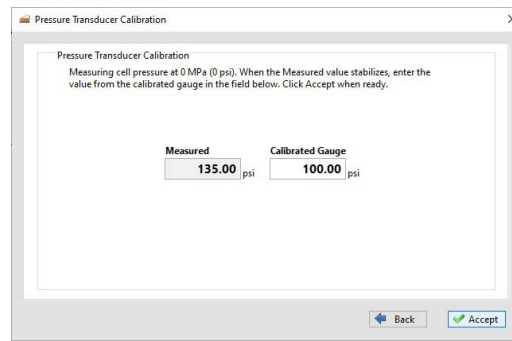 Pressure Transducer Calibration
Pressure Transducer Calibration
Measuring cell pressure at 0 MPa (0 psi). When the Measured value stabilizes, enter the
value from the calibrated gauge in the field below. Click Accept when ready.
Measured Calibrated Gauge
135.00 psi 100.00 psi
Back Accept